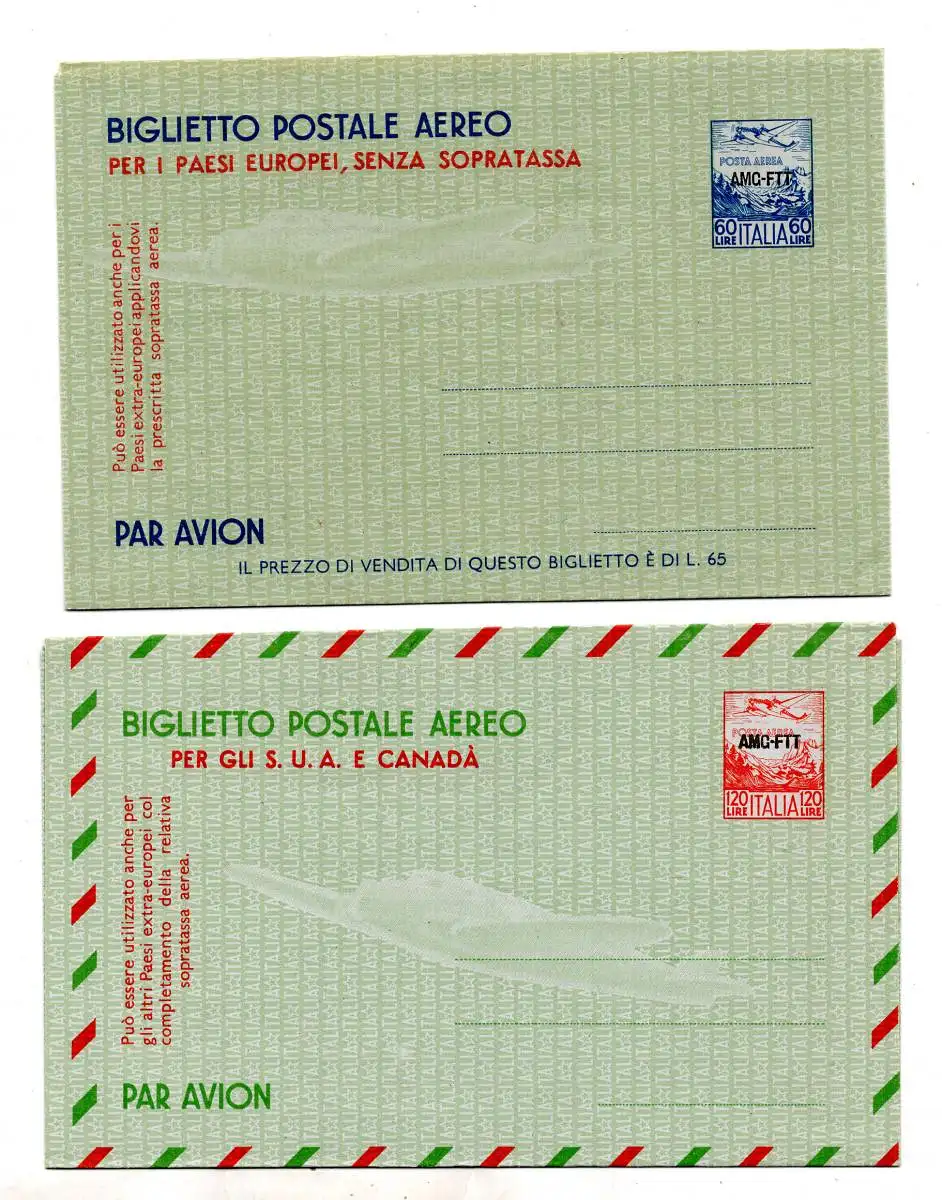 BIGLIETTO POSTALE AEREO
PER I PAESI EUROPEI, SENZA SOPRATASSA
POSTA AEREA
AMG-FTT
60 60
LIRE ITALIA LIRE
Può essere utilizzato anche per i
Paesi extra-europei applicandovi
la prescritta sopratassa aerea.
PAR AVION
IL PREZZO DI VENDITA DI QUESTO BIGLIETTO È DI L. 65
BIGLIETTO POSTALE AEREO
PER GLI S. U. A. E CANADÀ
POSTA AEREA
AMG-FTT
120 120
LIRE ITALIA LIRE
Può essere utilizzato anche per
gli altri Paesi extra-europei col
completamento della relativa
sopratassa aerea.
PAR AVION